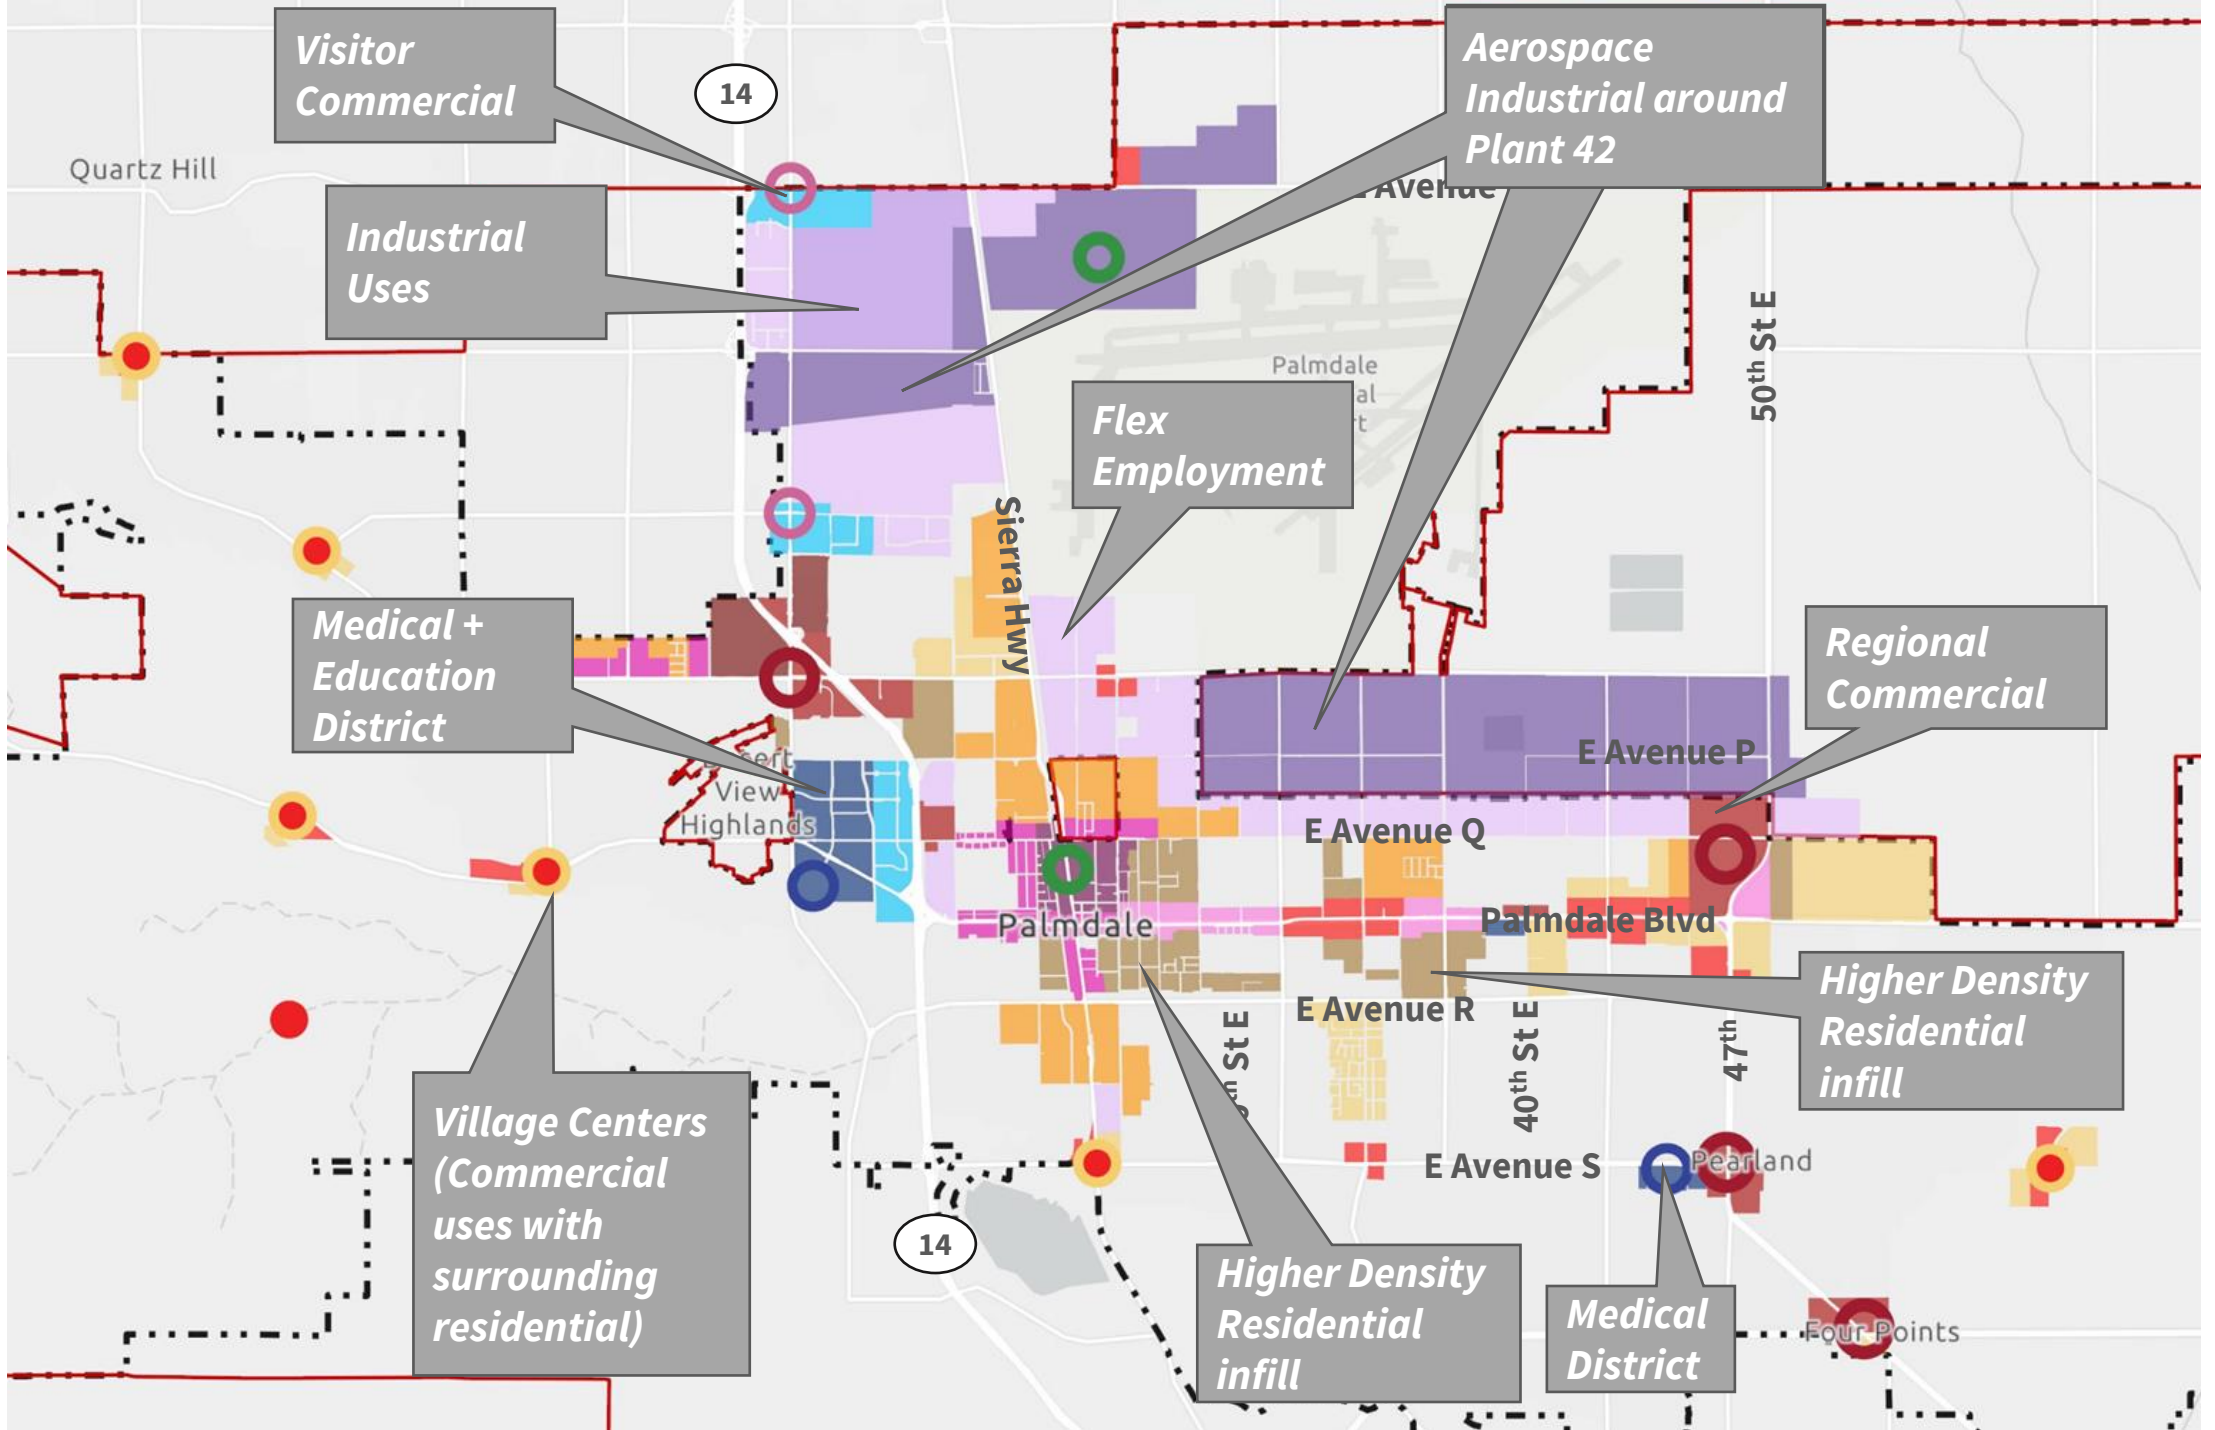 Visitor
Commercial
14
Aerospace
Industrial around
Plant 42
Quartz Hill
Avenue
Industrial
Uses
50th St E
Palmdale
al
rt
Flex
Employment
Sierra Hwy
Medical +
Education
District
Regional
Commercial
E Avenue P
View
Highlands
E Avenue Q
Palmdale
Palmdale Blvd
Higher Density
Residential
infill
E Avenue R
St E
40th St E
47th
Village Centers
(Commercial
uses with
surrounding
residential)
E Avenue S
Pearland
14
Higher Density
Residential
infill
Medical
District
Four Points